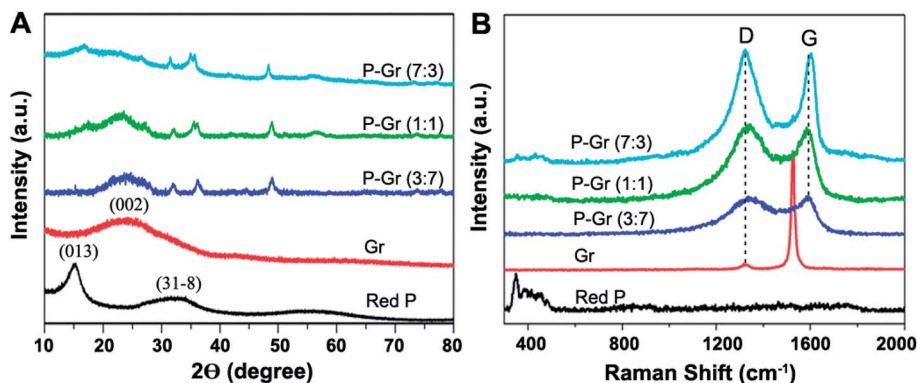 A
Intensity (a.u.)
P-Gr (7:3)
P-Gr (1:1)
P-Gr (3:7)
(002)
Gr
(013)
(31-8)
Red P
10 20 30 40 50 60 70 80
2Θ (degree)
B
Intensity (a.u.)
D G
P-Gr (7:3)
P-Gr (1:1)
P-Gr (3:7)
Gr
Red P
400 800 1200 1600 2000
Raman Shift (cm⁻¹)